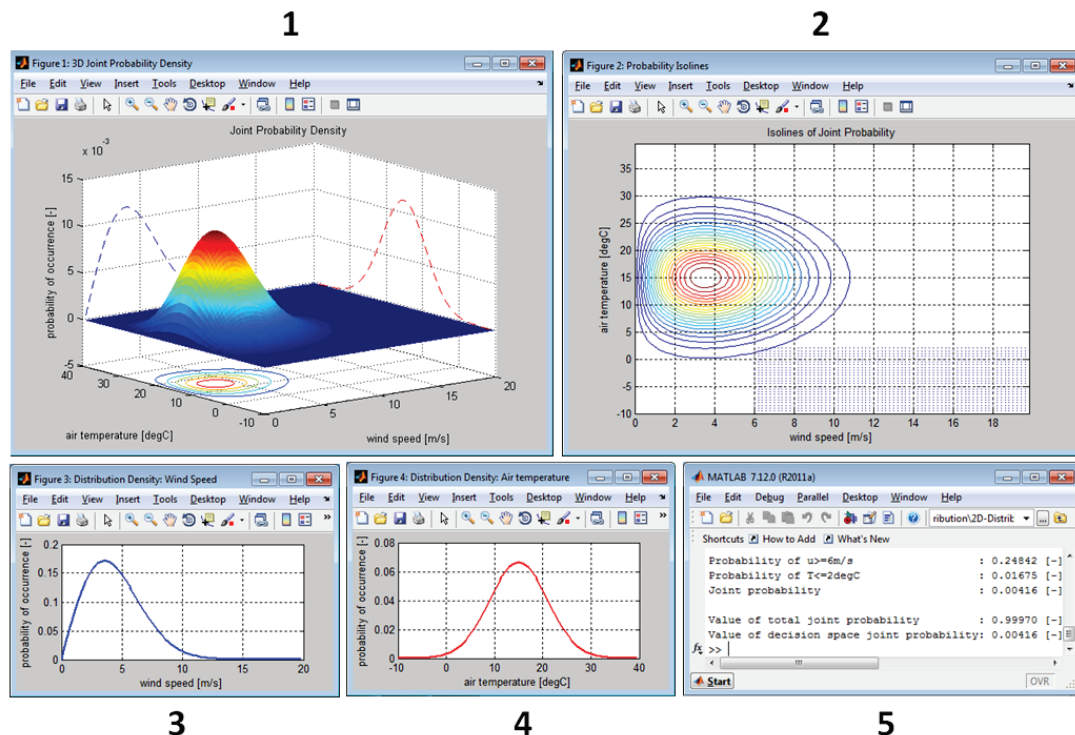 1
2
Figure 1: 3D Joint Probability Density
File Edit View Insert Tools Desktop Window Help
Joint Probability Density
x 10^-3
15
10
5
0
-5
probability of occurrence [-]
40
30
20
10
0
-10
air temperature [degC]
0
5
10
15
20
wind speed [m/s]
Figure 2: Probability Isolines
File Edit View Insert Tools Desktop Window Help
Isolines of Joint Probability
35
30
25
20
15
10
5
0
-5
-10
air temperature [degC]
0 2 4 6 8 10 12 14 16 18
wind speed [m/s]
Figure 3: Distribution Density: Wind Speed
File Edit View Insert Tools Desktop Window Help
0.2
0.15
0.1
0.05
0
probability of occurrence [-]
0 5 10 15 20
wind speed [m/s]
Figure 4: Distribution Density: Air temperature
File Edit View Insert Tools Desktop Window Help
0.08
0.06
0.04
0.02
0
probability of occurrence [-]
-10 0 10 20 30 40
air temperature [degC]
MATLAB 7.12.0 (R2011a)
File Edit Debug Parallel Desktop Window Help
ribution\2D-Distrib
Shortcuts How to Add What's New
Probability of u>=6m/s : 0.24842 [-]
Probability of T<=2degC : 0.01675 [-]
Joint probability : 0.00416 [-]
Value of total joint probability : 0.99970 [-]
Value of decision space joint probability: 0.00416 [-]
fx >>
Start
OVR
3
4
5